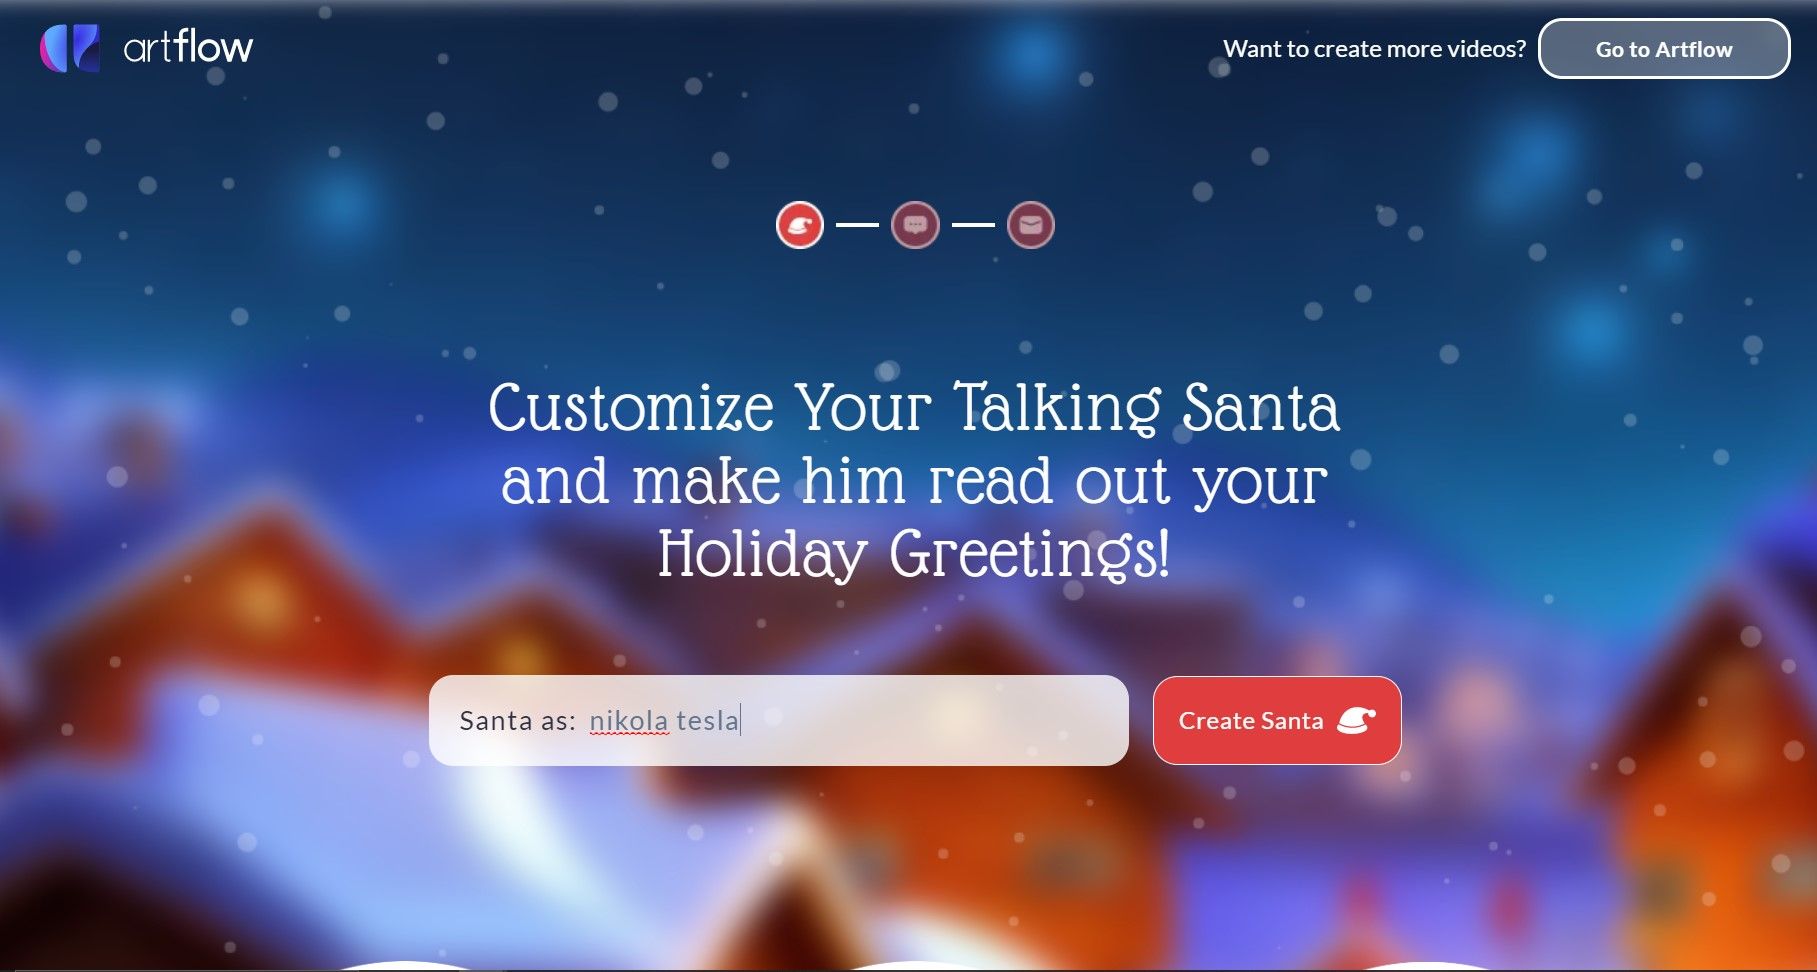 artflow
Want to create more videos?
Go to Artflow
Customize Your Talking Santa
and make him read out your
Holiday Greetings!
Santa as: nikola tesla
Create Santa